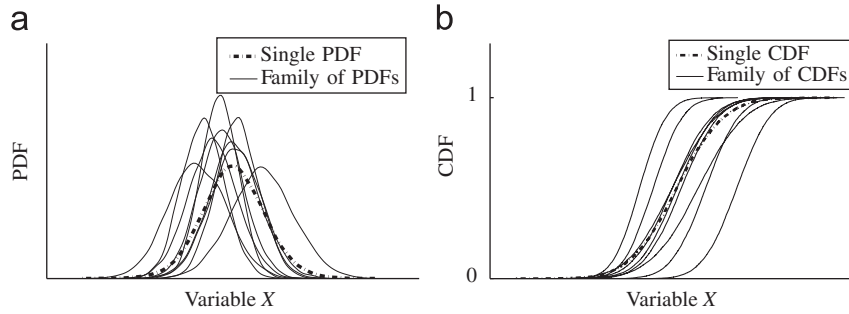 a
Single PDF
Family of PDFs
PDF
Variable X
b
Single CDF
Family of CDFs
1
CDF
0
Variable X